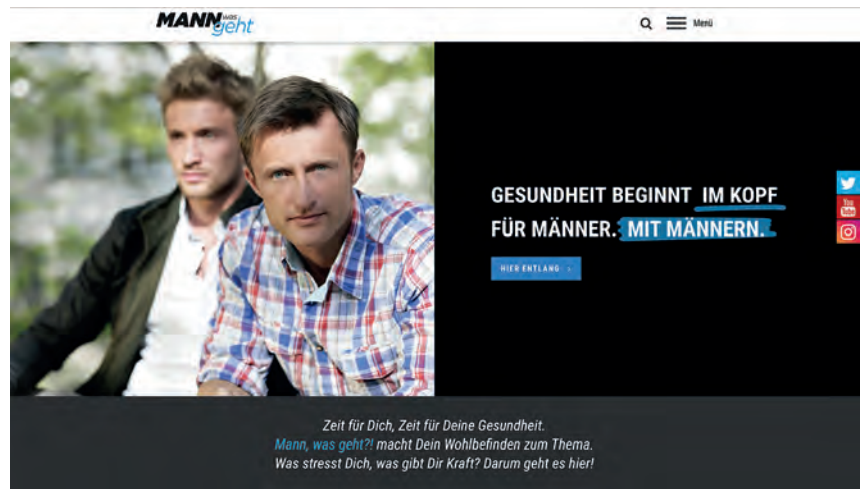 MANN was
geht
Menü
GESUNDHEIT BEGINNT IM KOPF
FÜR MÄNNER. MIT MÄNNERN.
HIER ENTLANG
You
Tube
Zeit für Dich, Zeit für Deine Gesundheit.
Mann, was geht?! macht Dein Wohlbefinden zum Thema.
Was stresst Dich, was gibt Dir Kraft? Darum geht es hier!